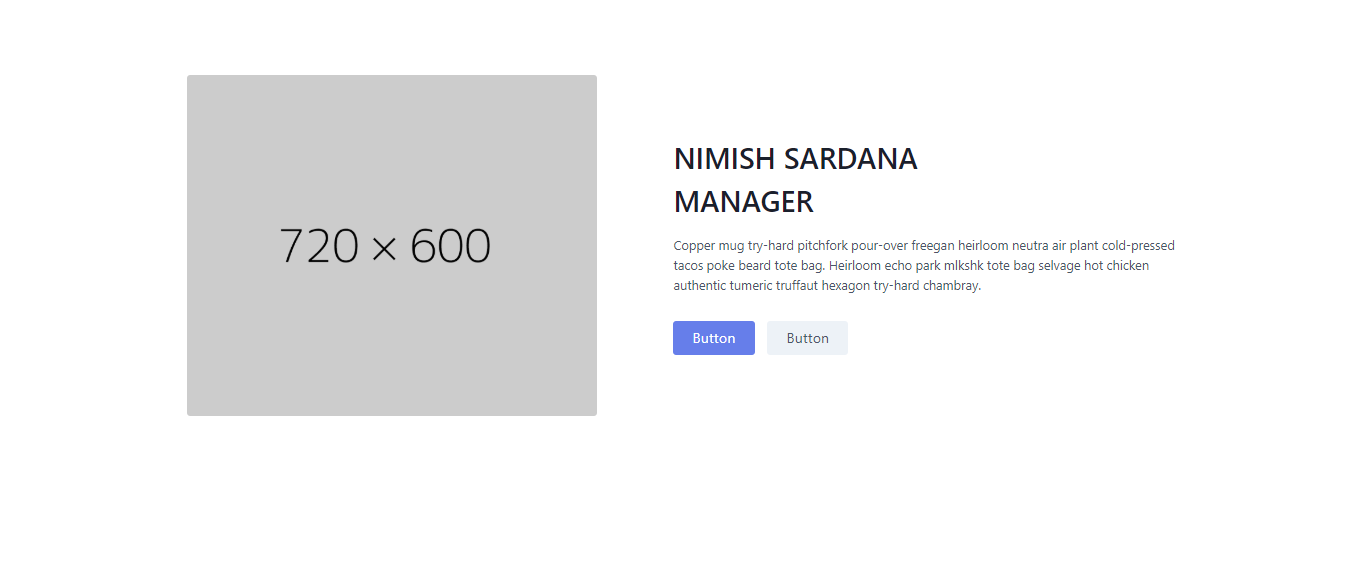 720 × 600
NIMISH SARDANA
MANAGER
Copper mug try-hard pitchfork pour-over freegan heirloom neutra air plant cold-pressed
tacos poke beard tote bag. Heirloom echo park mlkshk tote bag selvage hot chicken
authentic tumeric truffaut hexagon try-hard chambray.
Button Button